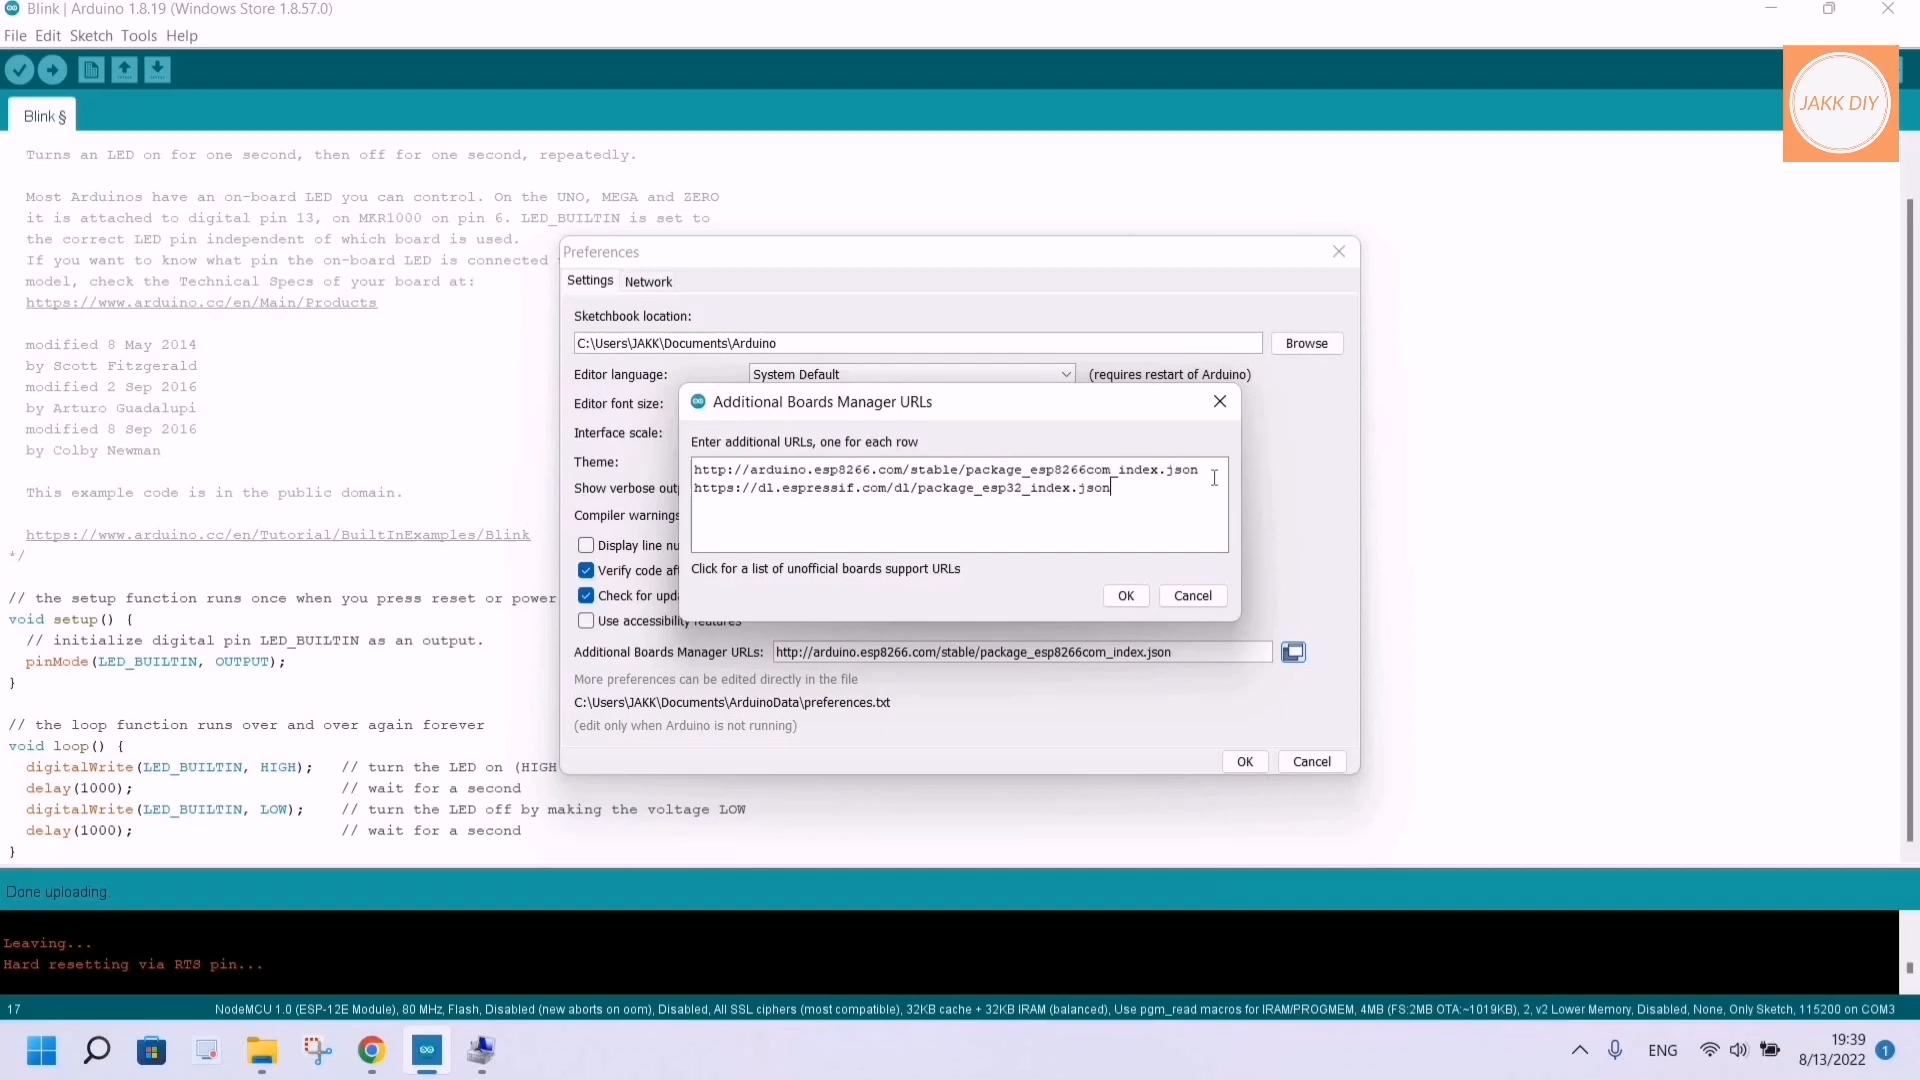 Blink | Arduino 1.8.19 (Windows Store 1.8.57.0)
File Edit Sketch Tools Help
JAKK DIY
Blink §
Turns an LED on for one second, then off for one second, repeatedly.
Most Arduinos have an on-board LED you can control. On the UNO, MEGA and ZERO
it is attached to digital pin 13, on MKR1000 on pin 6. LED_BUILTIN is set to
the correct LED pin independent of which board is used.
If you want to know what pin the on-board LED is connected
model, check the Technical Specs of your board at:
https://www.arduino.cc/en/Main/Products
modified 8 May 2014
by Scott Fitzgerald
modified 2 Sep 2016
by Arturo Guadalupi
modified 8 Sep 2016
by Colby Newman
This example code is in the public domain.
https://www.arduino.cc/en/Tutorial/BuiltInExamples/Blink
*/
// the setup function runs once when you press reset or power
void setup() {
// initialize digital pin LED_BUILTIN as an output.
pinMode(LED_BUILTIN, OUTPUT);
}
// the loop function runs over and over again forever
void loop() {
digitalWrite(LED_BUILTIN, HIGH);   // turn the LED on (HIGH
delay(1000);                       // wait for a second
digitalWrite(LED_BUILTIN, LOW);    // turn the LED off by making the voltage LOW
delay(1000);                       // wait for a second
}
Preferences
Settings Network
Sketchbook location:
C:\Users\JAKK\Documents\Arduino Browse
Editor language: System Default (requires restart of Arduino)
Editor font size:
Interface scale:
Theme:
Show verbose outp
Compiler warnings
Display line nu
Verify code aft
Check for upda
Use accessibility features
Additional Boards Manager URLs
Enter additional URLs, one for each row
http://arduino.esp8266.com/stable/package_esp8266com_index.json
https://dl.espressif.com/dl/package_esp32_index.json
Click for a list of unofficial boards support URLs
OK Cancel
Additional Boards Manager URLs: http://arduino.esp8266.com/stable/package_esp8266com_index.json
More preferences can be edited directly in the file
C:\Users\JAKK\Documents\ArduinoData\preferences.txt
(edit only when Arduino is not running)
OK Cancel
Done uploading.
Leaving...
Hard resetting via RTS pin...
17 NodeMCU 1.0 (ESP-12E Module), 80 MHz, Flash, Disabled (new aborts on oom), Disabled, All SSL ciphers (most compatible), 32KB cache + 32KB IRAM (balanced), Use pgm_read macros for IRAM/PROGMEM, 4MB (FS:2MB OTA:~1019KB), 2, v2 Lower Memory, Disabled, None, Only Sketch, 115200 on COM3
ENG 19:39
8/13/2022 1